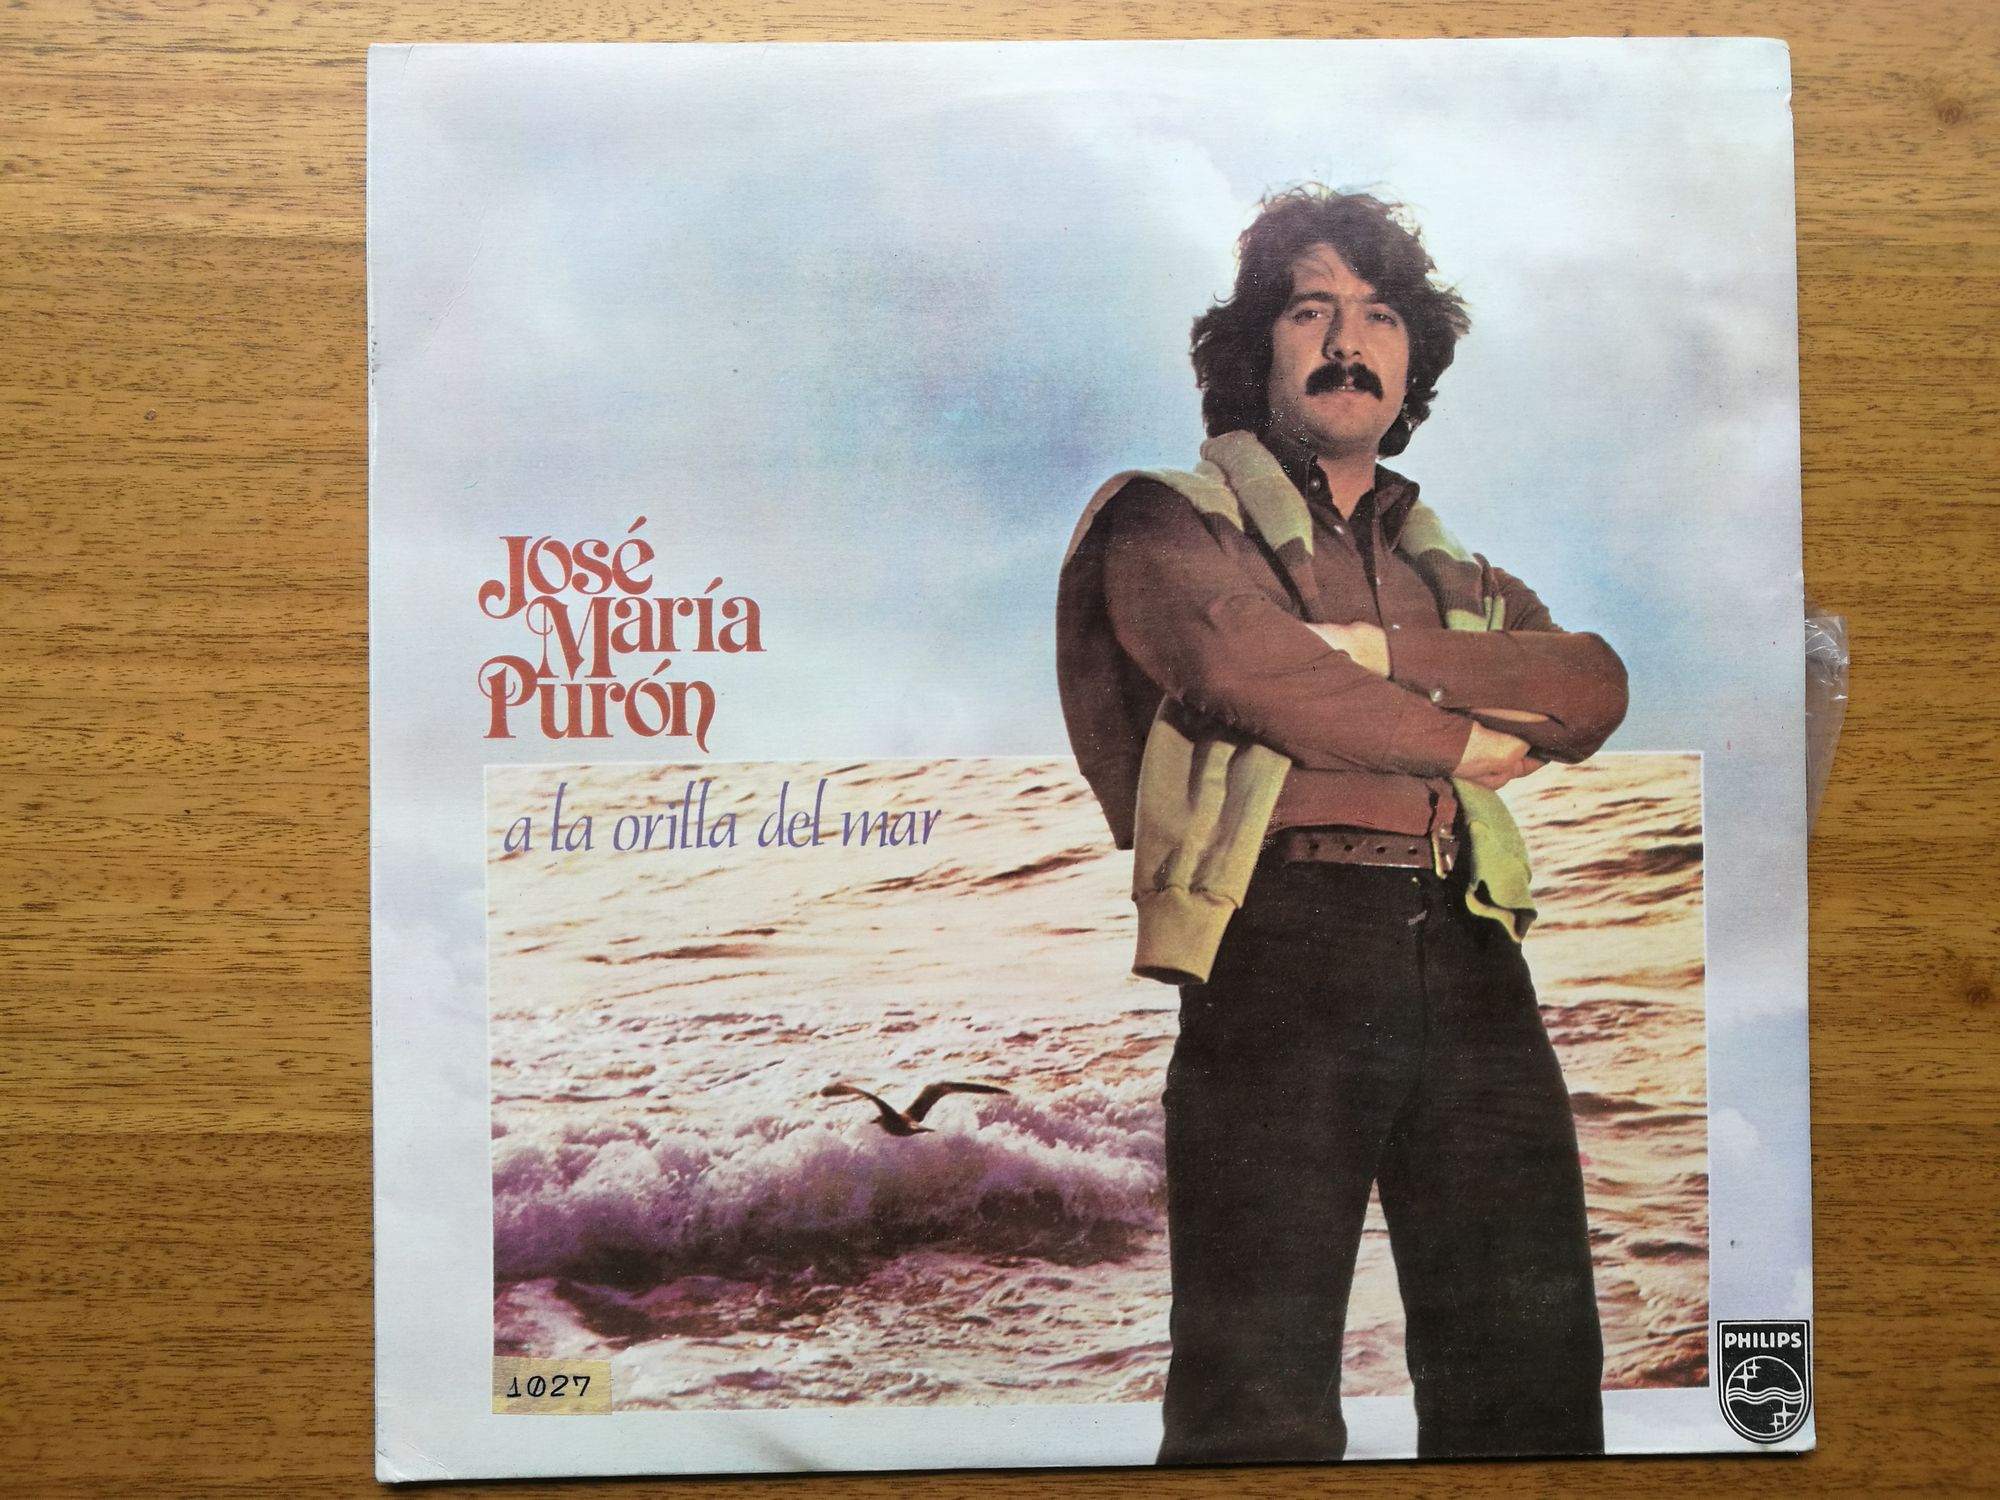 José
María
Purón
a la orilla del mar
1027
PHILIPS